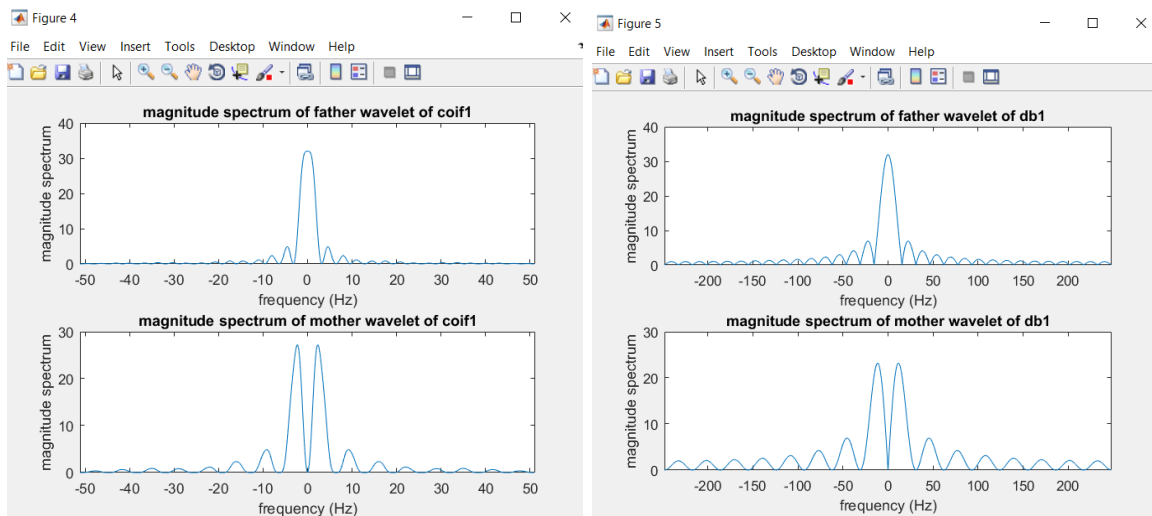 Figure 4
File Edit View Insert Tools Desktop Window Help
magnitude spectrum of father wavelet of coif1
magnitude spectrum
40
30
20
10
0
-50 -40 -30 -20 -10 0 10 20 30 40 50
frequency (Hz)
magnitude spectrum of mother wavelet of coif1
magnitude spectrum
30
20
10
0
-50 -40 -30 -20 -10 0 10 20 30 40 50
frequency (Hz)
Figure 5
File Edit View Insert Tools Desktop Window Help
magnitude spectrum of father wavelet of db1
magnitude spectrum
40
30
20
10
0
-200 -150 -100 -50 0 50 100 150 200
frequency (Hz)
magnitude spectrum of mother wavelet of db1
magnitude spectrum
30
20
10
0
-200 -150 -100 -50 0 50 100 150 200
frequency (Hz)